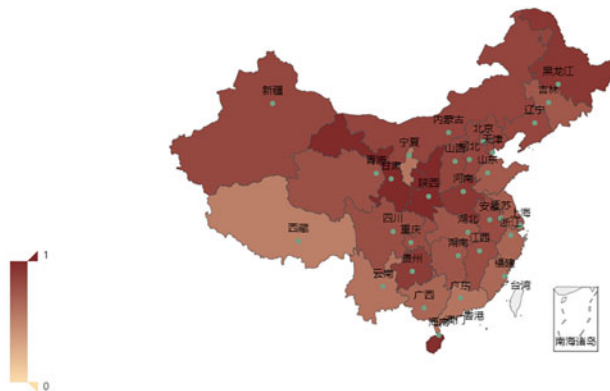 黑龙江
吉林
新疆
辽宁
内蒙古
北京
天津
宁夏
山西
河北
青海
甘肃
山东
陕西
河南
西藏
四川
重庆
湖北
安徽
江苏
上海
浙江
湖南
江西
贵州
云南
福建
广西
广东
台湾
香港
澳门
海南
南海诸岛
1
0